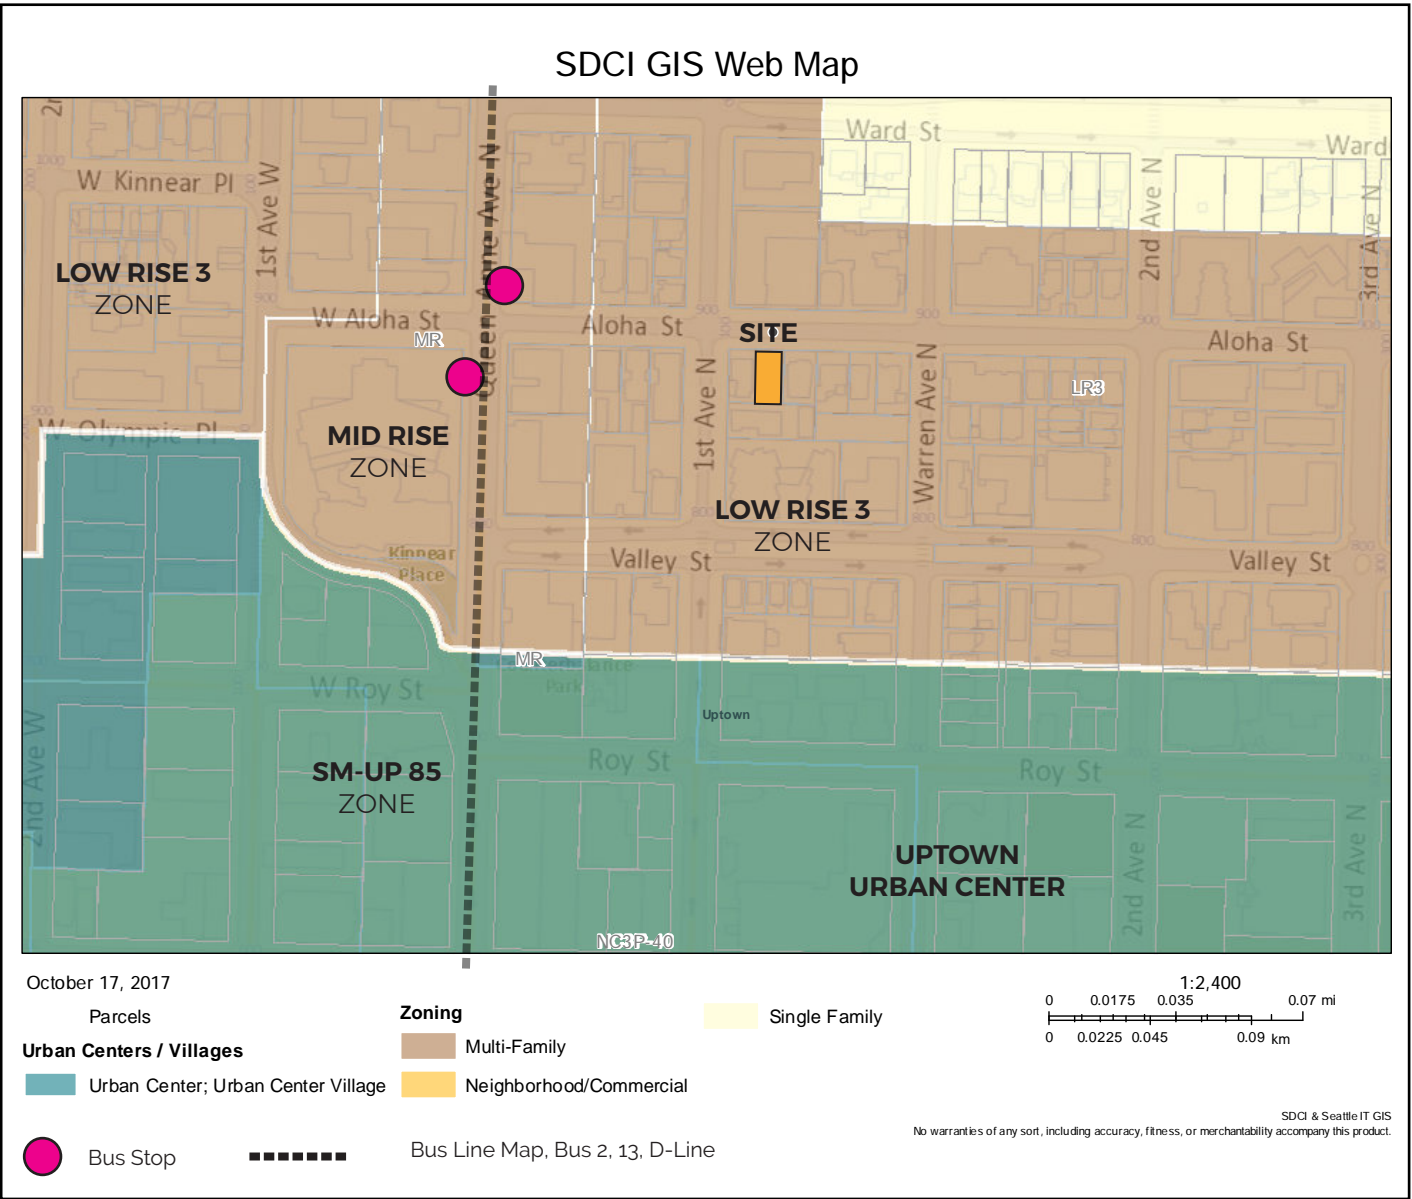 SDCI GIS Web Map
Ward St
Ward
W Kinnear Pl
1st Ave W
Queen Anne Ave N
2nd Ave N
3rd Ave N
LOW RISE 3
ZONE
900
W Aloha St
MR
Aloha St
900
SITE
900
900
Aloha St
1st Ave N
Warren Ave N
LR3
W Olympic Pl
MID RISE
ZONE
LOW RISE 3
ZONE
800
800
800
Kinnear
Place
Valley St
Valley St
MR
Park
W Roy St
Uptown
2nd Ave W
Roy St
Roy St
SM-UP 85
ZONE
UPTOWN
URBAN CENTER
2nd Ave N
3rd Ave N
NC3P-40
October 17, 2017
Parcels
Urban Centers / Villages
Urban Center; Urban Center Village
Zoning
Multi-Family
Neighborhood/Commercial
Single Family
1:2,400
0 0.0175 0.035 0.07 mi
0 0.0225 0.045 0.09 km
SDCI & Seattle IT GIS
No warranties of any sort, including accuracy, fitness, or merchantability accompany this product.
Bus Stop
Bus Line Map, Bus 2, 13, D-Line